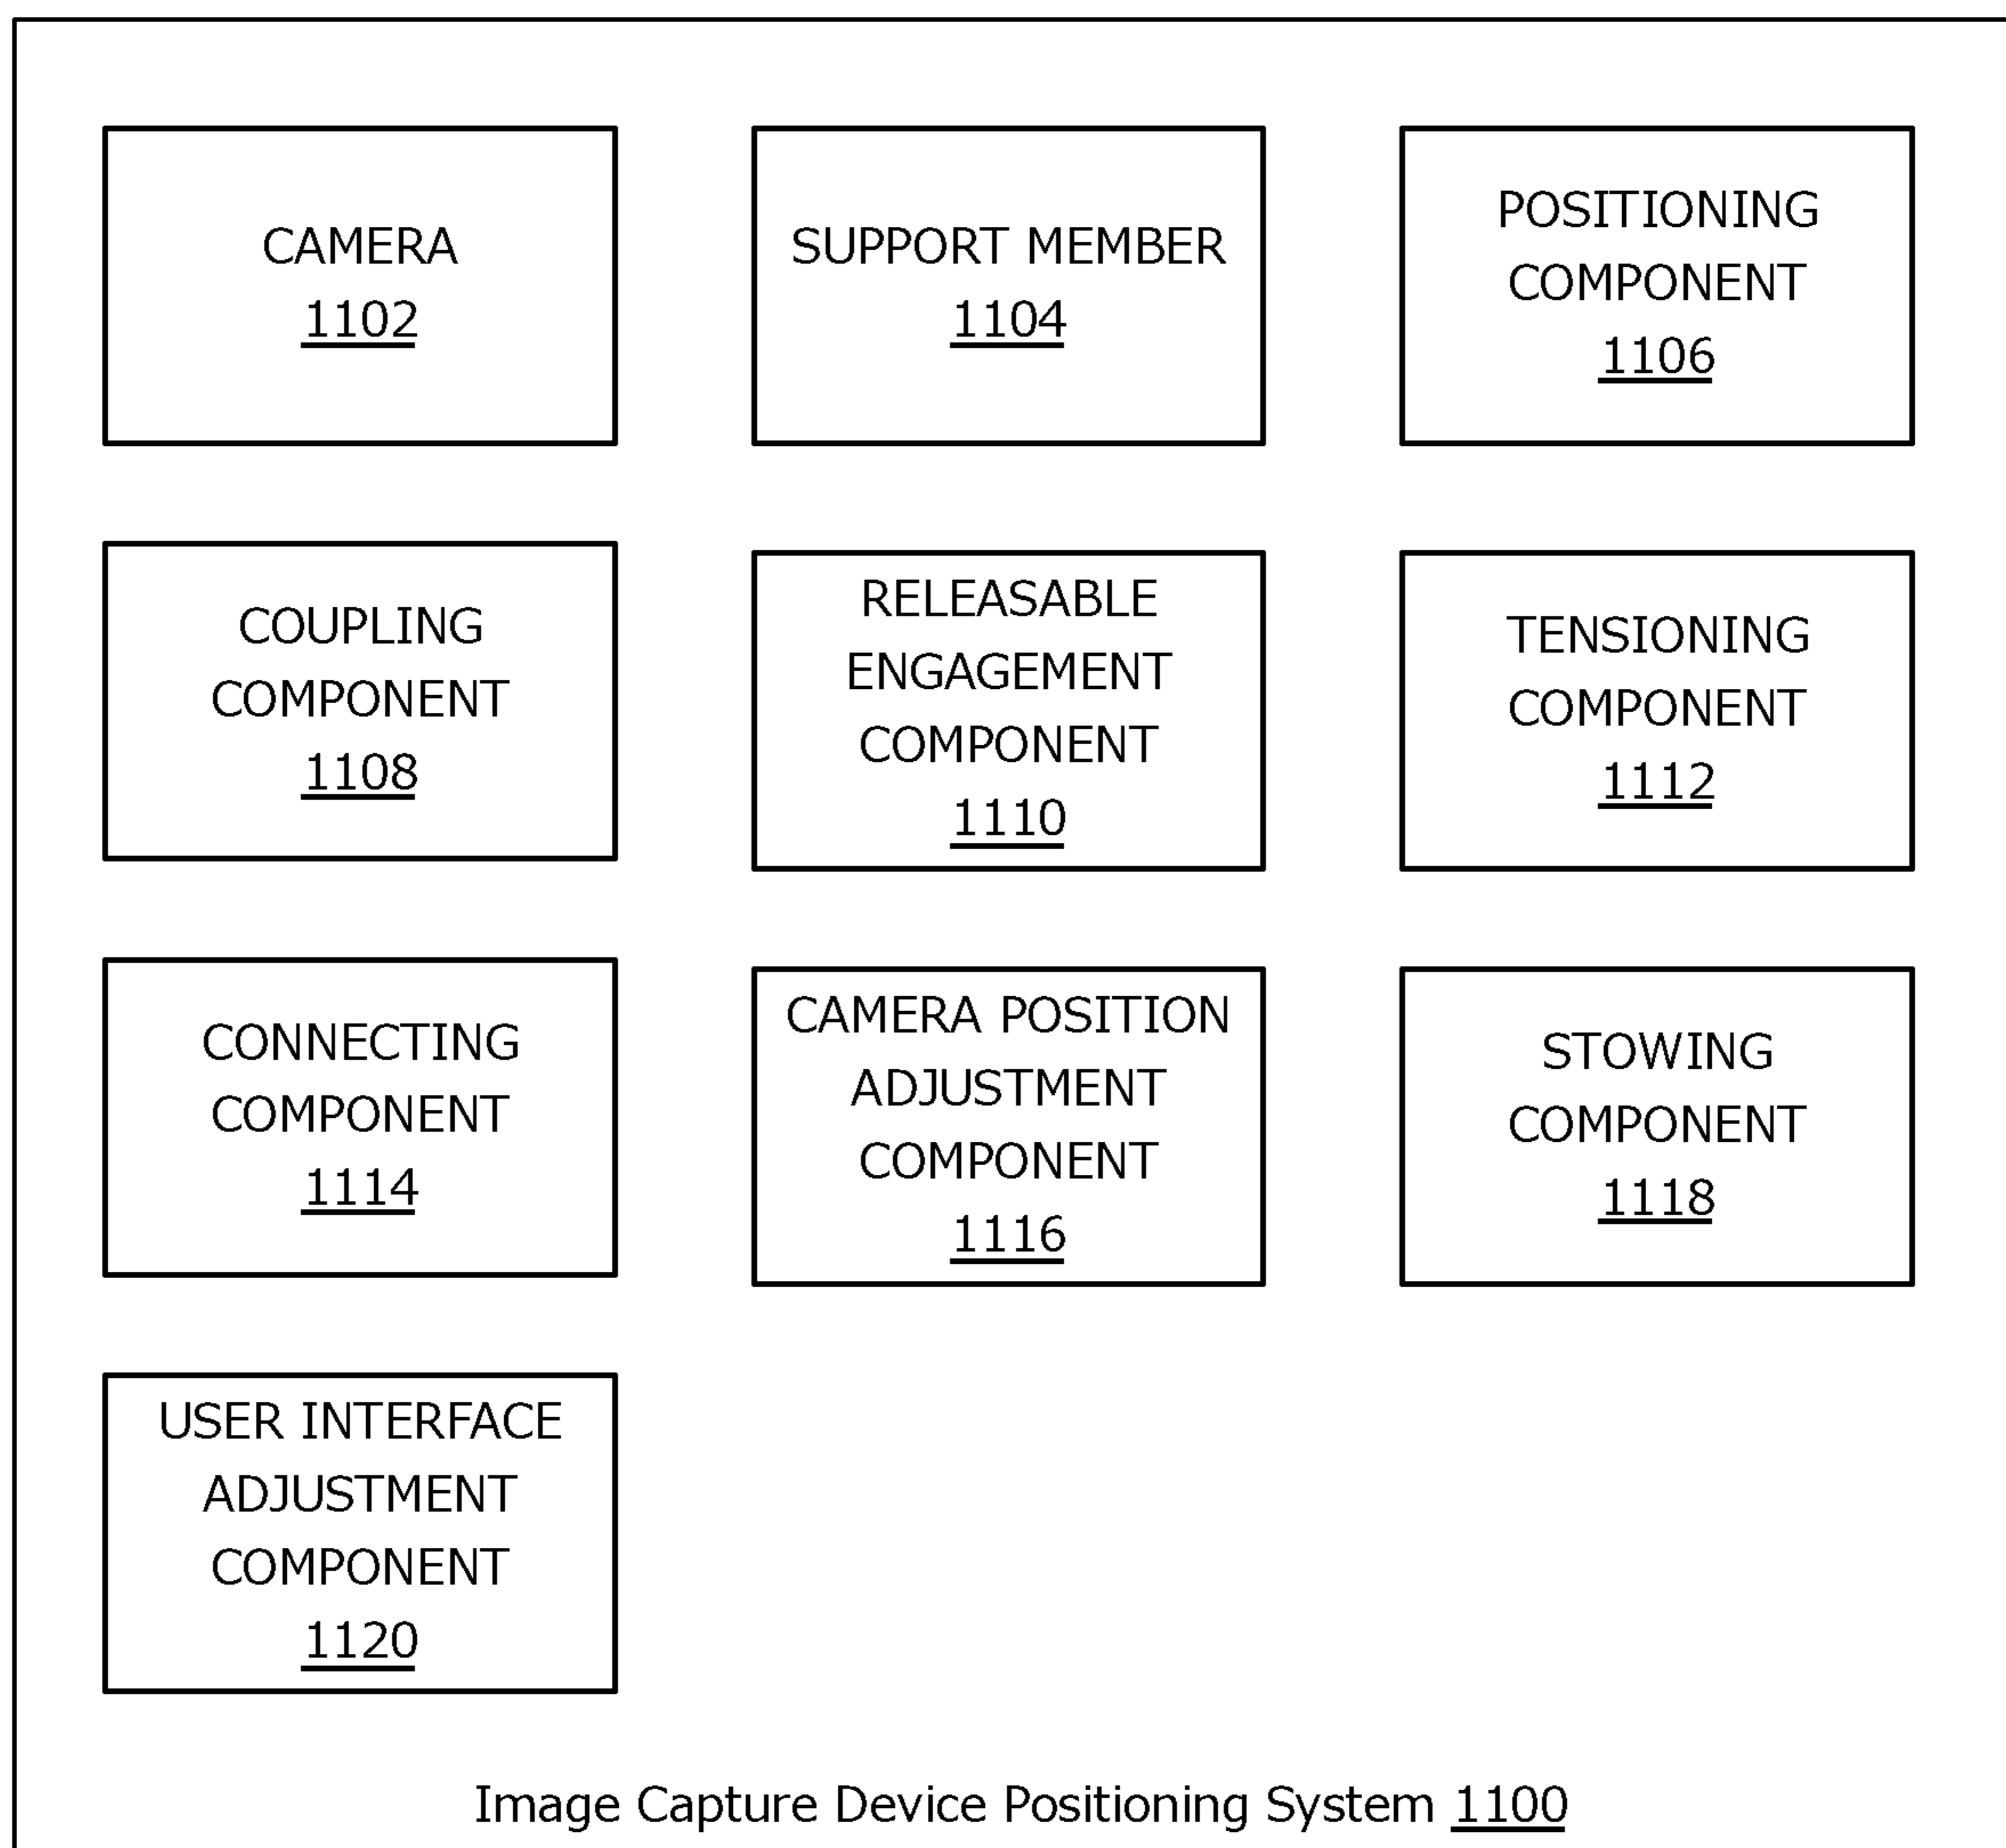 CAMERA
1102
SUPPORT MEMBER
1104
POSITIONING
COMPONENT
1106
COUPLING
COMPONENT
1108
RELEASABLE
ENGAGEMENT
COMPONENT
1110
TENSIONING
COMPONENT
1112
CONNECTING
COMPONENT
1114
CAMERA POSITION
ADJUSTMENT
COMPONENT
1116
STOWING
COMPONENT
1118
USER INTERFACE
ADJUSTMENT
COMPONENT
1120
Image Capture Device Positioning System 1100